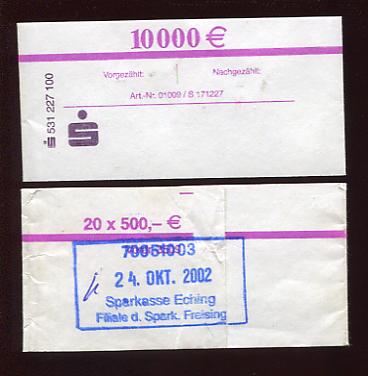 10000 €
Vorgezählt: Nachgezählt:
Art.-Nr. 01009 / S 171227
531 227 100
20 x 500,– €
70051003
24. OKT. 2002
Sparkasse Eching
Filiale d. Spark. Freising